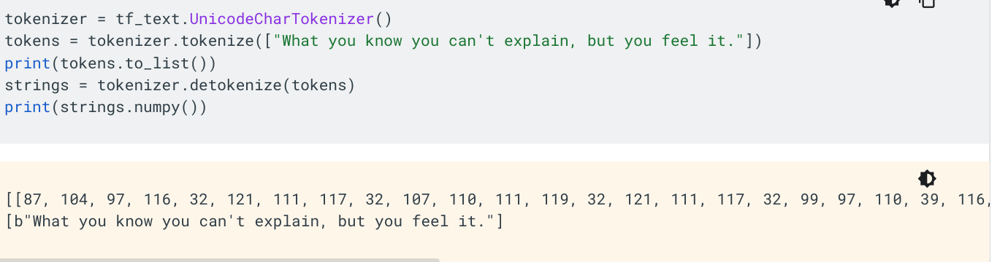 tokenizer = tf_text.UnicodeCharTokenizer()
tokens = tokenizer.tokenize(["What you know you can't explain, but you feel it."])
print(tokens.to_list())
strings = tokenizer.detokenize(tokens)
print(strings.numpy())
[[87, 104, 97, 116, 32, 121, 111, 117, 32, 107, 110, 111, 119, 32, 121, 111, 117, 32, 99, 97, 110, 39, 116,
[b"What you know you can't explain, but you feel it."]